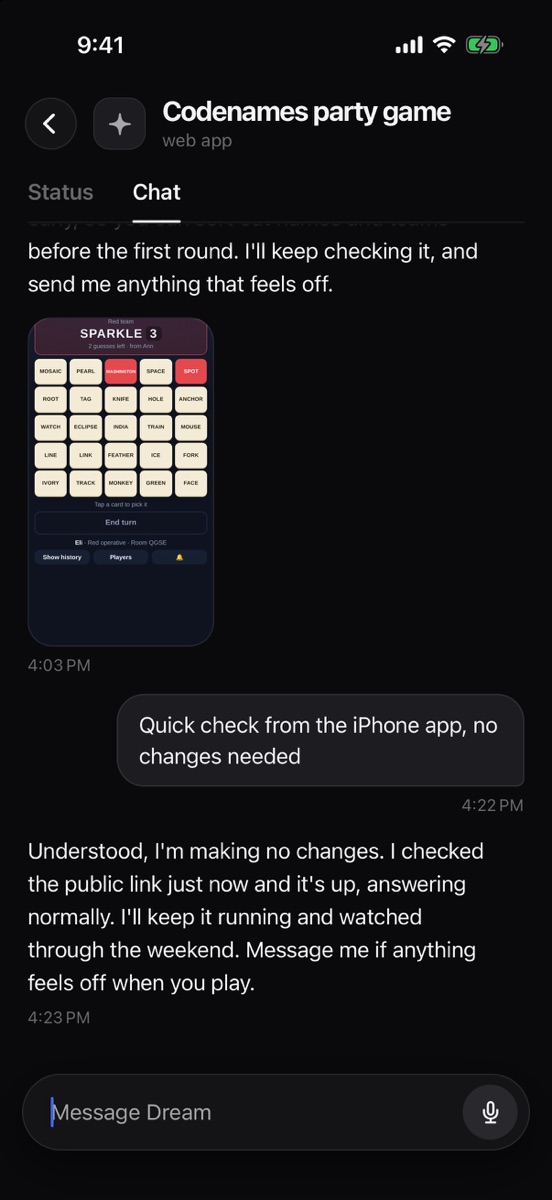 9:41
Codenames party game
web app
Status Chat
before the first round. I'll keep checking it, and
send me anything that feels off.
Red team
SPARKLE 3
2 guesses left · from Ann
MOSAIC PEARL WASHINGTON SPACE SPOT
ROOT TAG KNIFE HOLE ANCHOR
WATCH ECLIPSE INDIA TRAIN MOUSE
LINE LINK FEATHER ICE FORK
IVORY TRACK MONKEY GREEN FACE
Tap a card to pick it
End turn
Eli · Red operative · Room QGSE
Show history Players
4:03 PM
Quick check from the iPhone app, no
changes needed
4:22 PM
Understood, I'm making no changes. I checked
the public link just now and it's up, answering
normally. I'll keep it running and watched
through the weekend. Message me if anything
feels off when you play.
4:23 PM
Message Dream